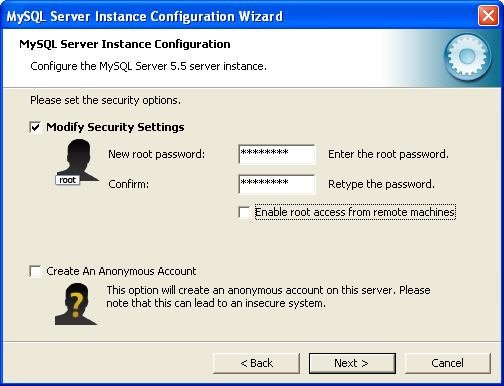 MySQL Server Instance Configuration Wizard
MySQL Server Instance Configuration
Configure the MySQL Server 5.5 server instance.
Please set the security options.
Modify Security Settings
root
New root password: ******** Enter the root password.
Confirm: ******** Retype the password.
Enable root access from remote machines
Create An Anonymous Account
?
This option will create an anonymous account on this server. Please
note that this can lead to an insecure system.
< Back Next > Cancel